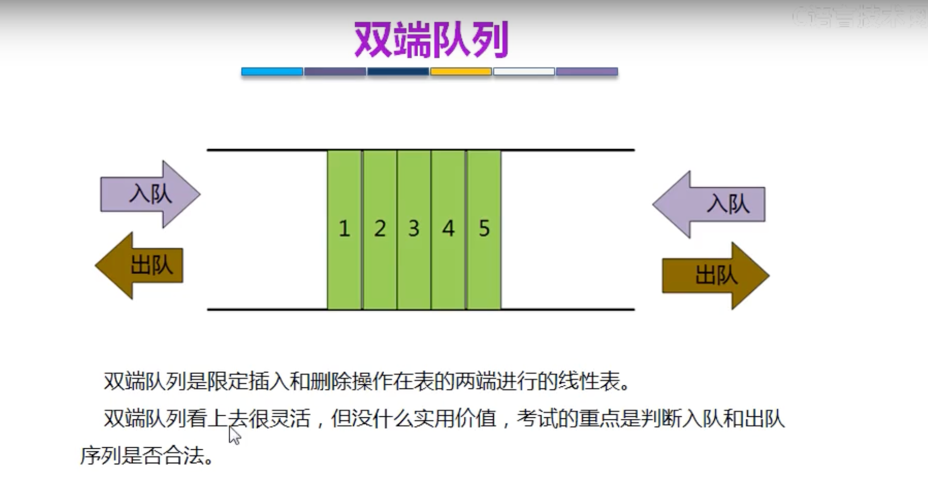 双端队列
入队
入队
1 2 3 4 5
出队
出队
双端队列是限定插入和删除操作在表的两端进行的线性表。
双端队列看上去很灵活，但没什么实用价值，考试的重点是判断入队和出队
序列是否合法。